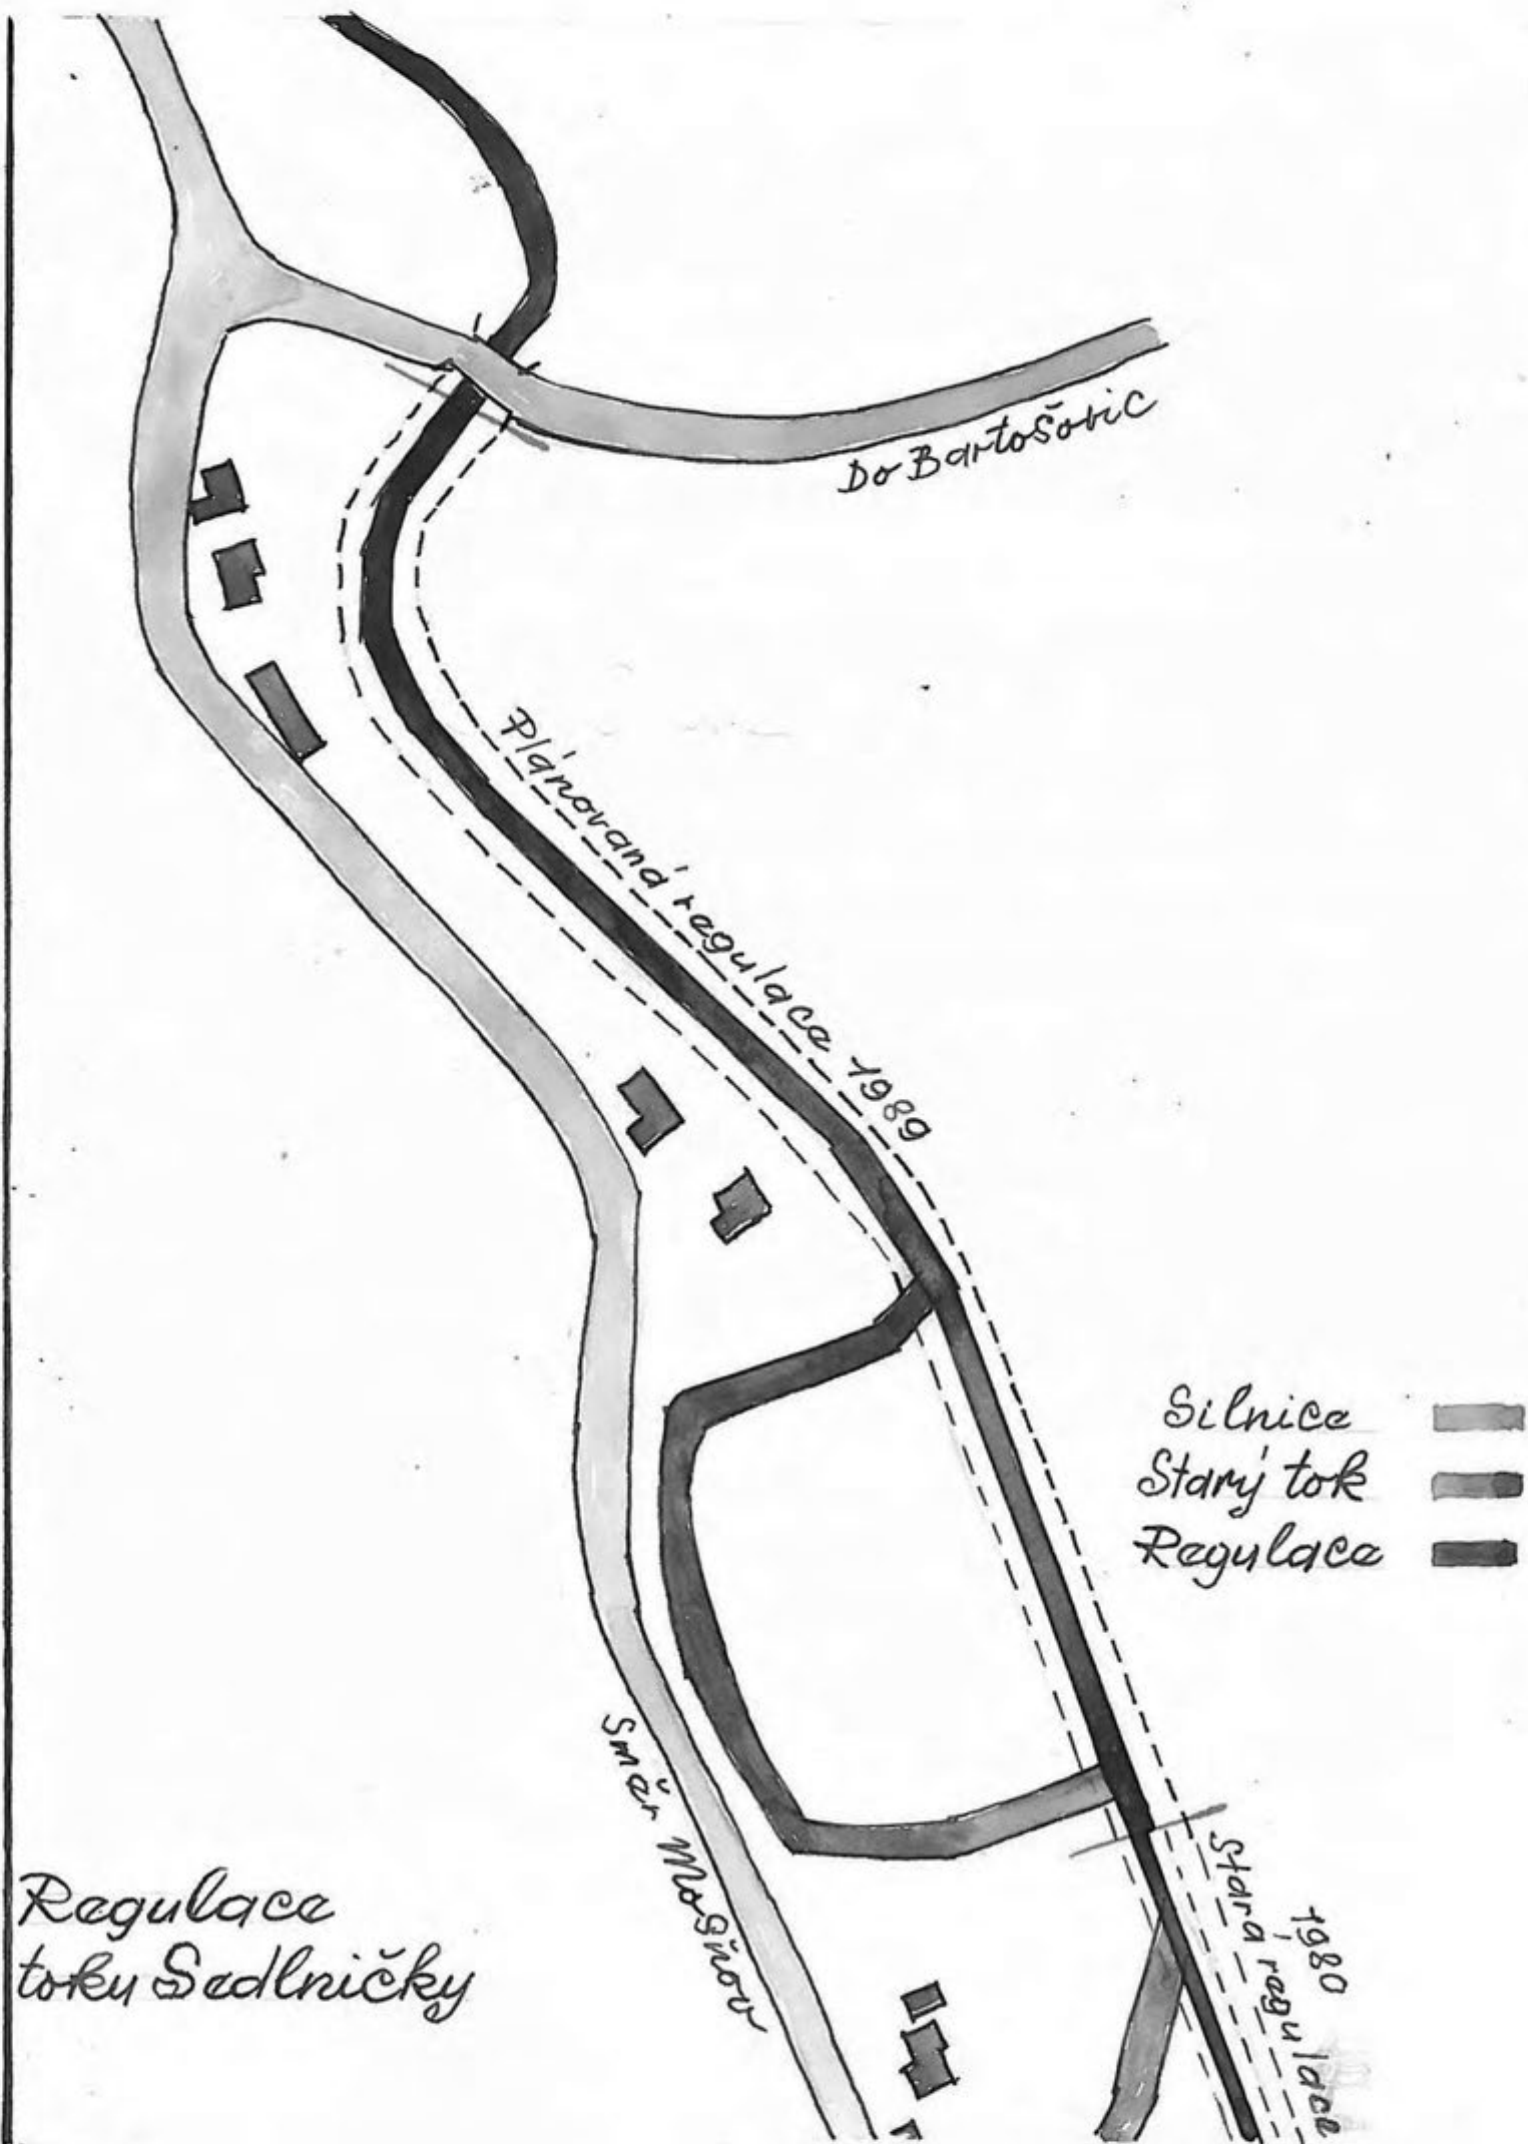 Do Bartošovic
Plánovaná regulace 1989
Silnice
Starý tok
Regulace
Směr Mošnov
Stará regulace
1980
Regulace
toku Sedlničky